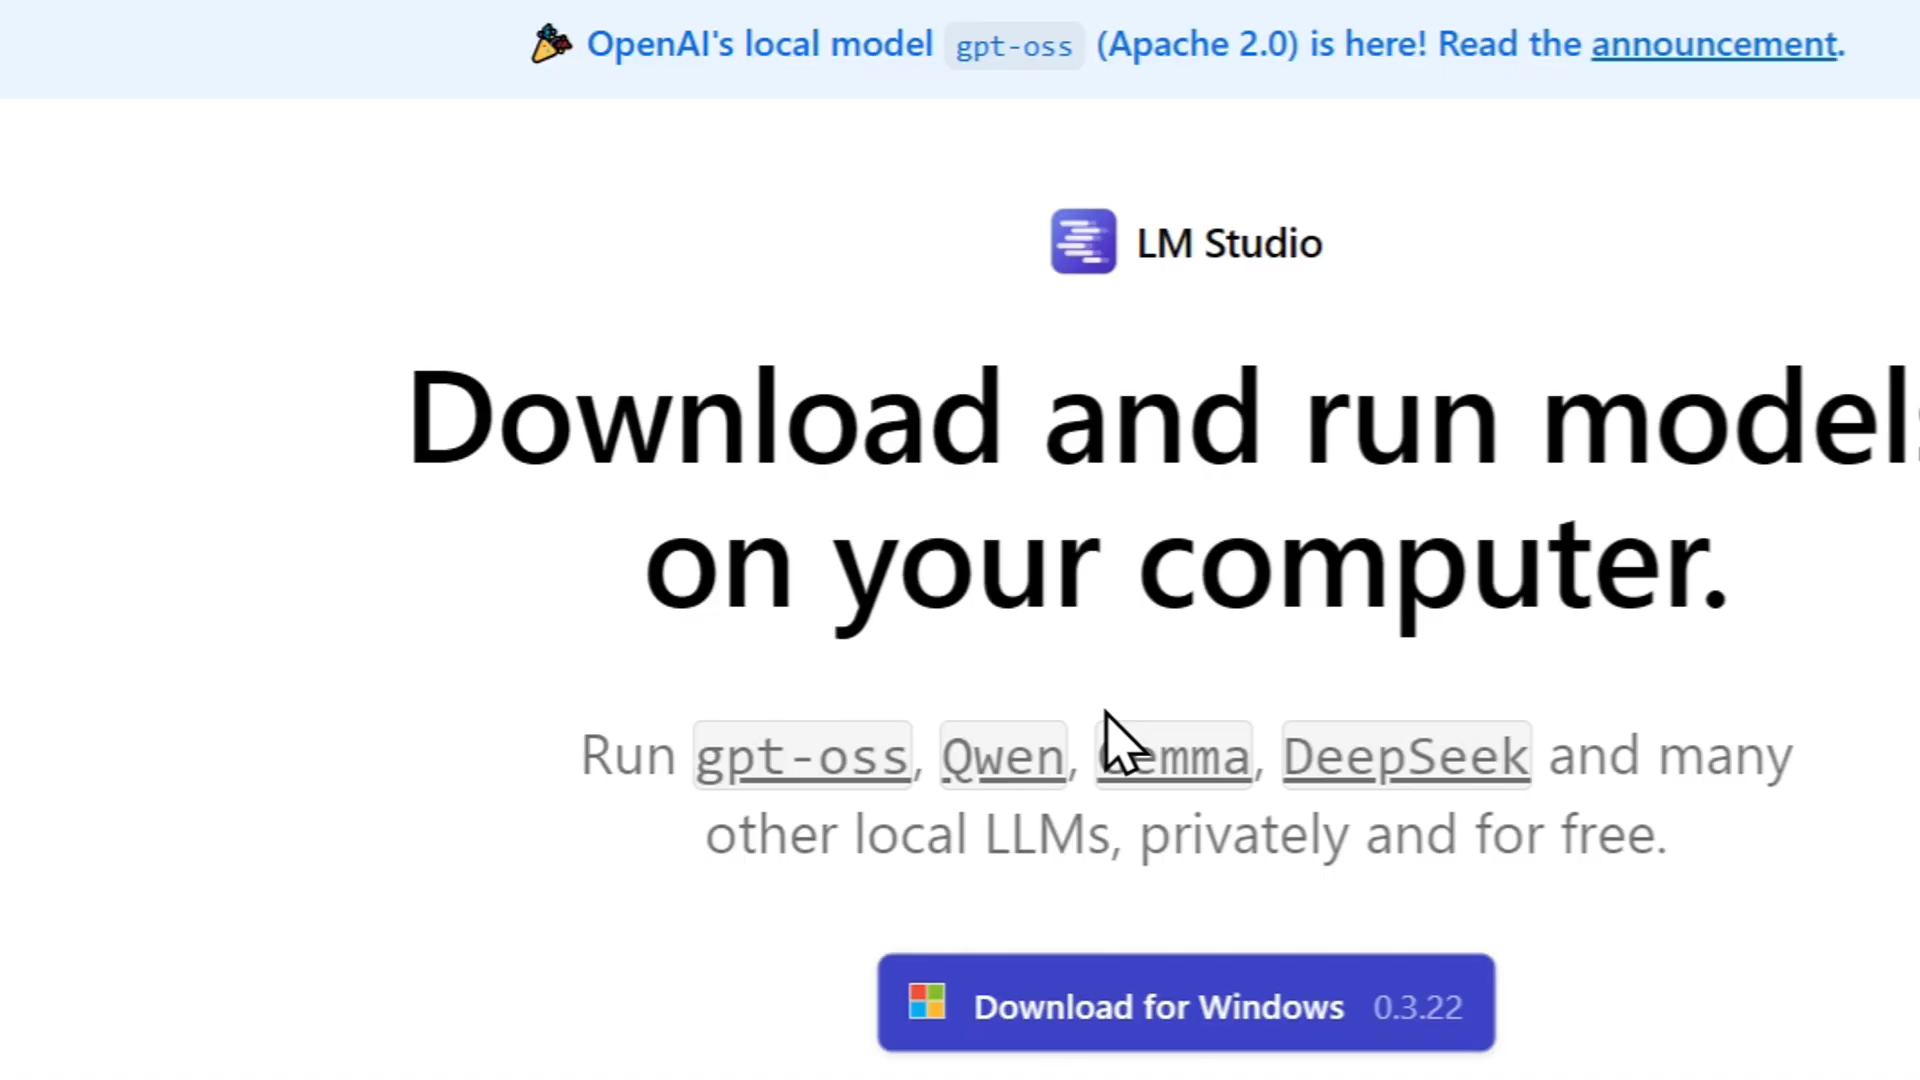 OpenAI's local model gpt-oss (Apache 2.0) is here! Read the announcement.
LM Studio
Download and run models
on your computer.
Run gpt-oss, Qwen, Gemma, DeepSeek and many
other local LLMs, privately and for free.
Download for Windows 0.3.22